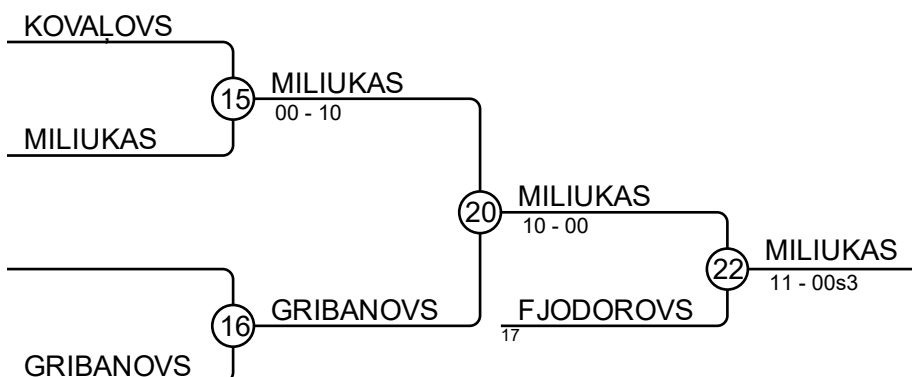 KOVAĻOVS
15
MILIUKAS
00 - 10
MILIUKAS
20
MILIUKAS
10 - 00
22
MILIUKAS
11 - 00s3
16
GRIBANOVS
FJODOROVS
17
GRIBANOVS